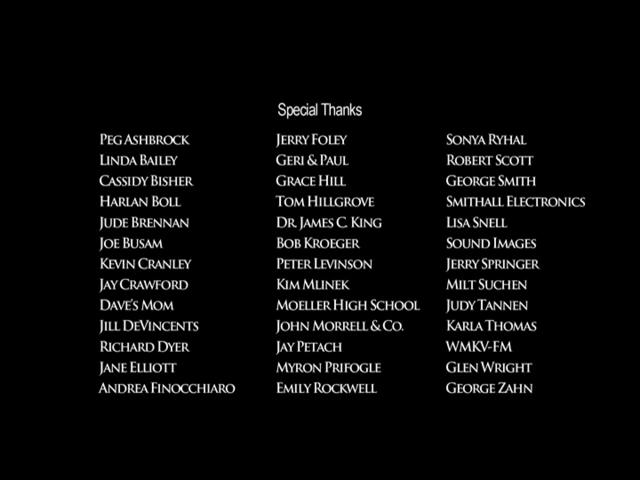 Special Thanks
Peg Ashbrock
Linda Bailey
Cassidy Bisher
Harlan Boll
Jude Brennan
Joe Busam
Kevin Cranley
Jay Crawford
Dave's Mom
Jill DeVincents
Richard Dyer
Jane Elliott
Andrea Finocchiaro
Jerry Foley
Geri & Paul
Grace Hill
Tom Hillgrove
Dr. James C. King
Bob Kroeger
Peter Levinson
Kim Mlinek
Moeller High School
John Morrell & Co.
Jay Petach
Myron Prifogle
Emily Rockwell
Sonya Ryhal
Robert Scott
George Smith
Smithall Electronics
Lisa Snell
Sound Images
Jerry Springer
Milt Suchen
Judy Tannen
Karla Thomas
WMKV-FM
Glen Wright
George Zahn